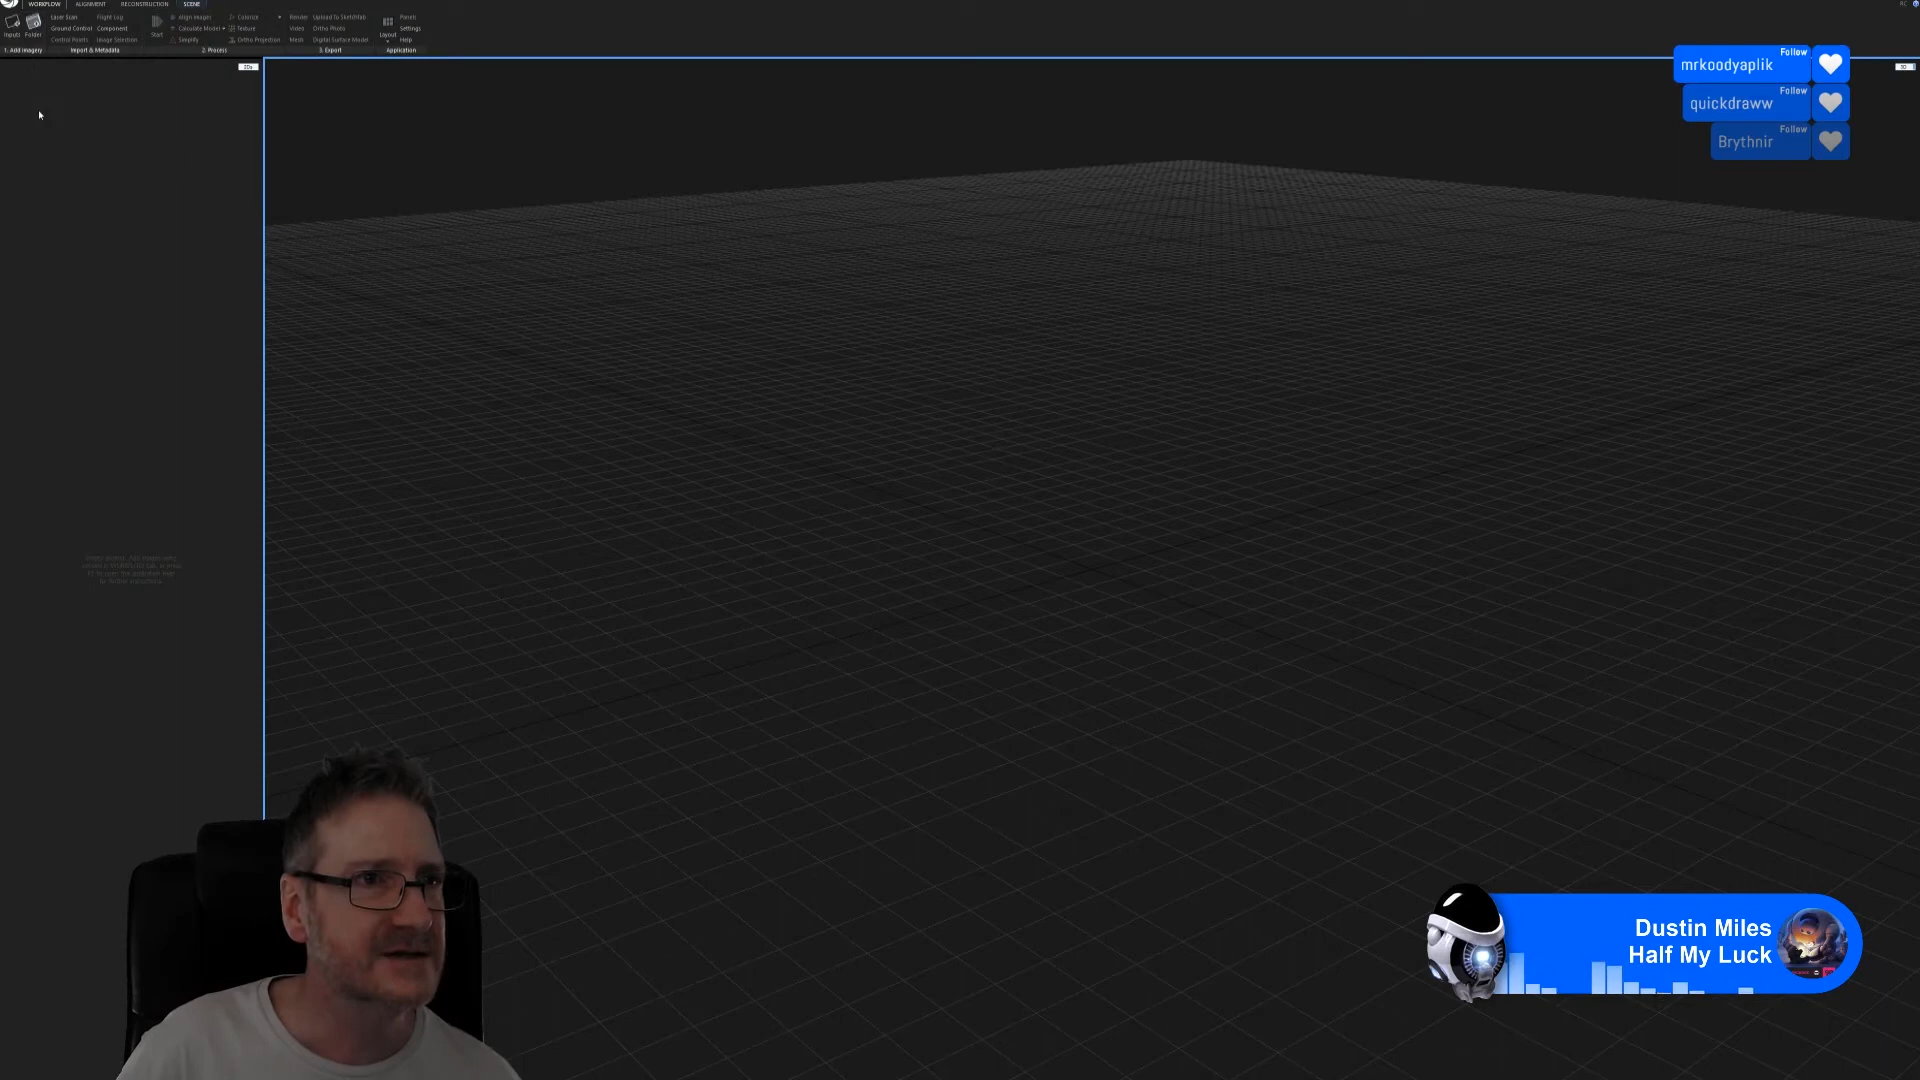 WORKFLOW ALIGNMENT RECONSTRUCTION SCENE
Laser Scan Flight Log Align Images Colorize Render Upload To Sketchfab Panels
Inputs Folder Ground Control Component Start Calculate Model Texture Video Ortho Photo Layout Settings
Control Points Image Selection Simplify Ortho Projection Mesh Digital Surface Model Help
1. Add imagery Import & Metadata 2. Process 3. Export Application
2Ds
3D
Follow
mrkoodyaplik
Follow
quickdraww
Follow
Brythnir
Dustin Miles
Half My Luck